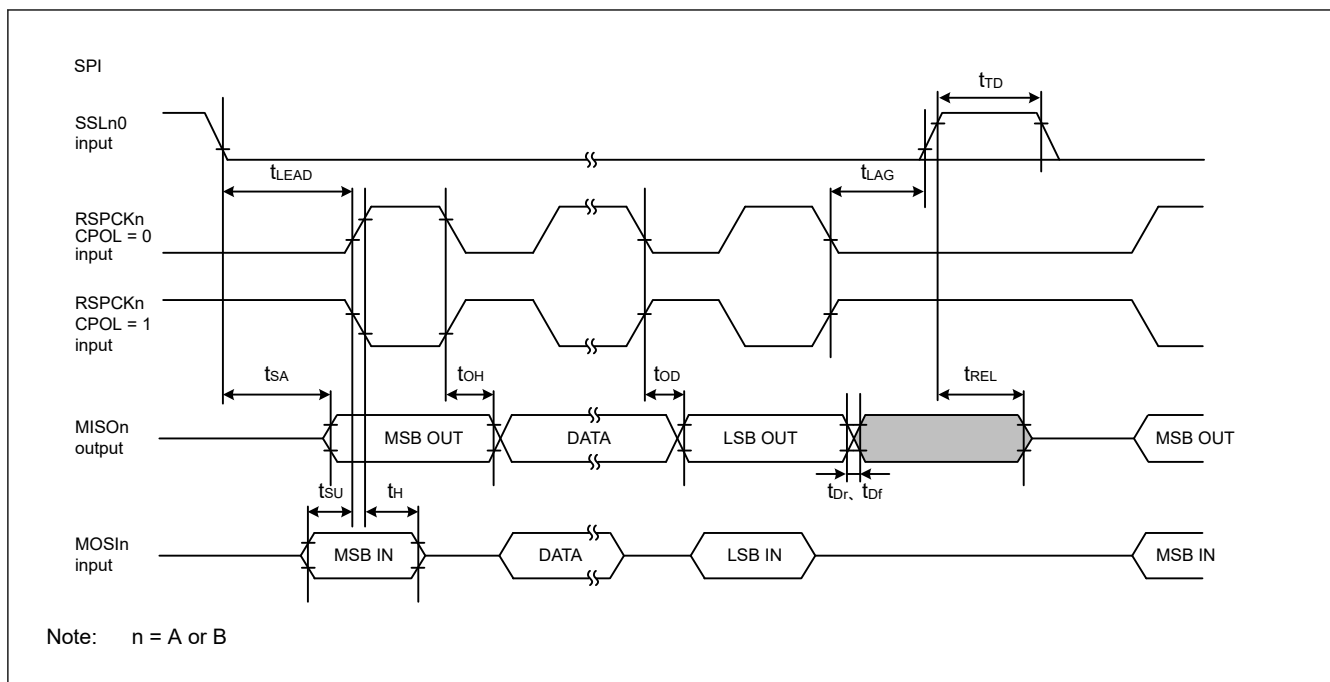 SPI
tTD
SSLn0
input
tLEAD
tLAG
RSPCKn
CPOL = 0
input
RSPCKn
CPOL = 1
input
tSA
tOH
tOD
tREL
MISOn
output
MSB OUT
DATA
LSB OUT
MSB OUT
tSU
tH
tDr、 tDf
MOSIn
input
MSB IN
DATA
LSB IN
MSB IN
Note: n = A or B